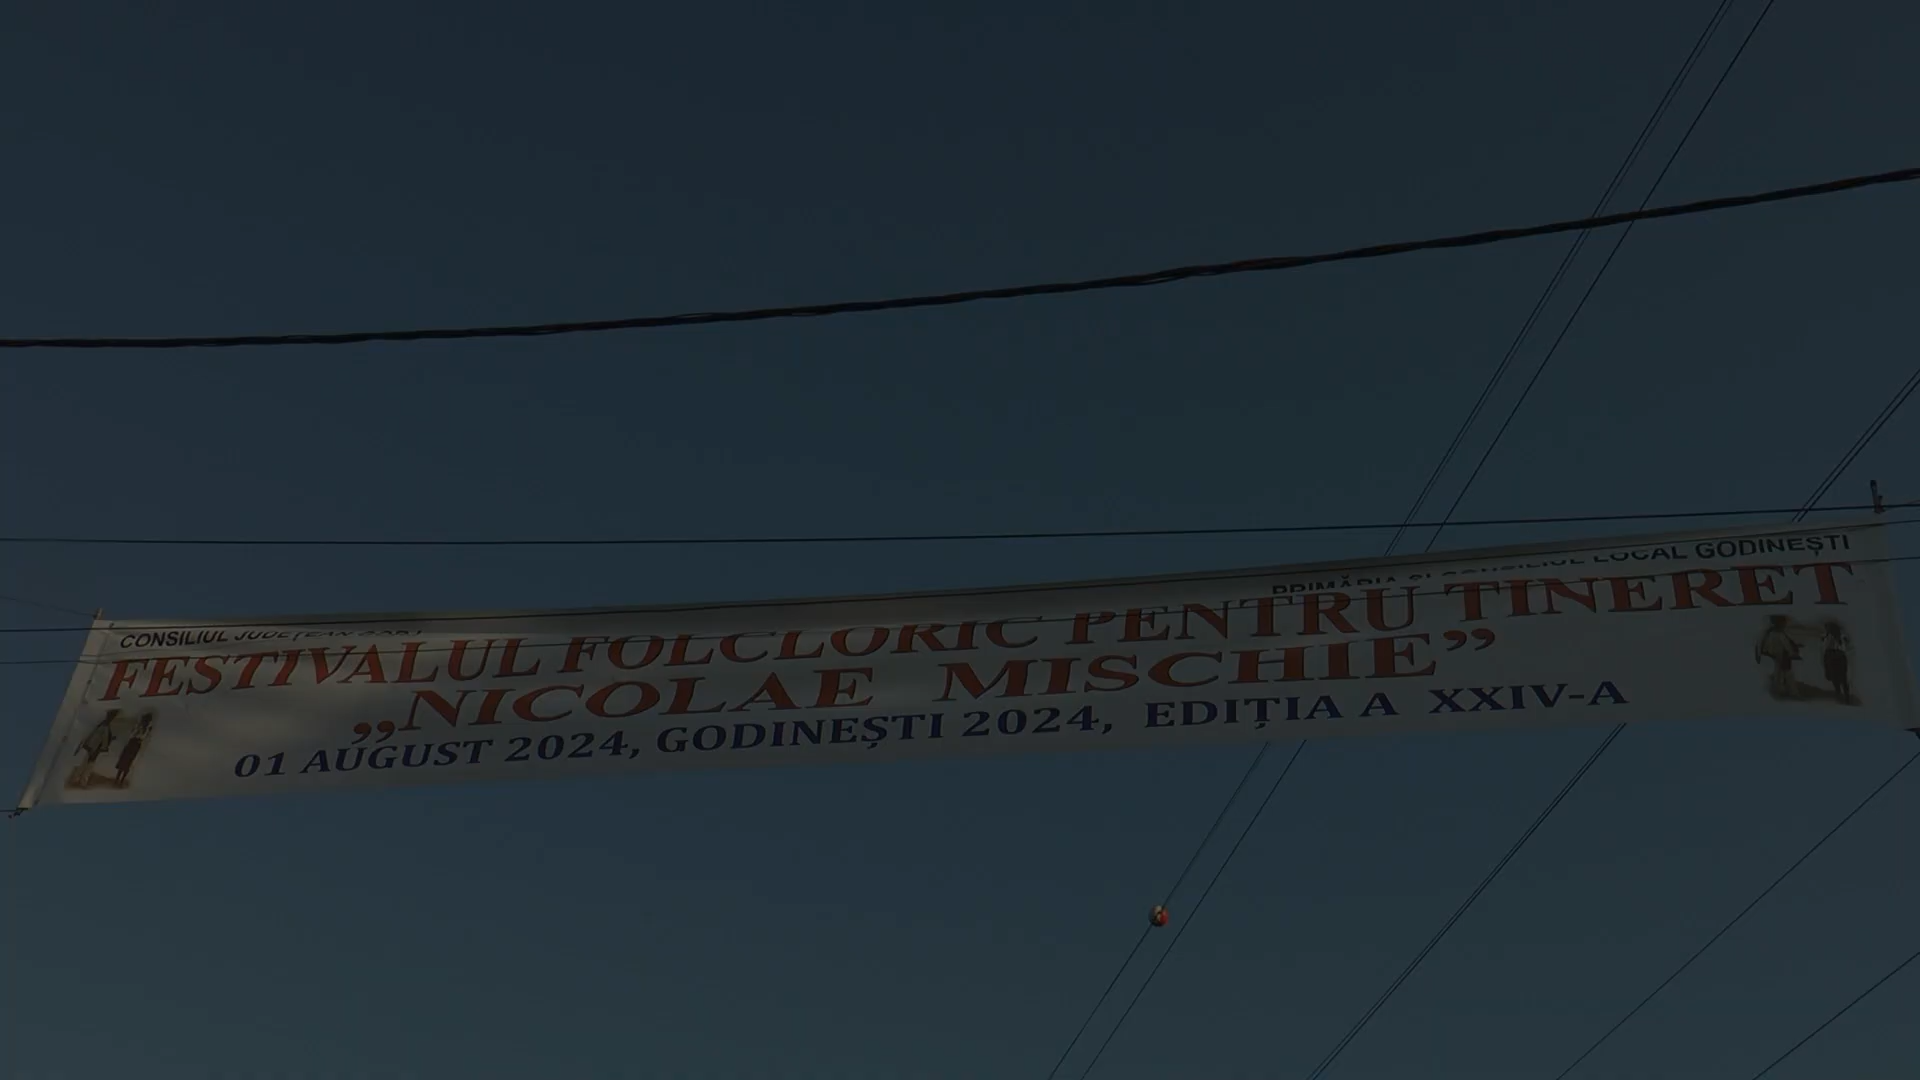 CONSILIUL JUDEȚEAN GORJ
PRIMĂRIA ȘI CONSILIUL LOCAL GODINEȘTI
FESTIVALUL FOLCLORIC PENTRU TINERET
„NICOLAE MISCHIE”
01 AUGUST 2024, GODINEȘTI 2024, EDIȚIA A XXIV-A